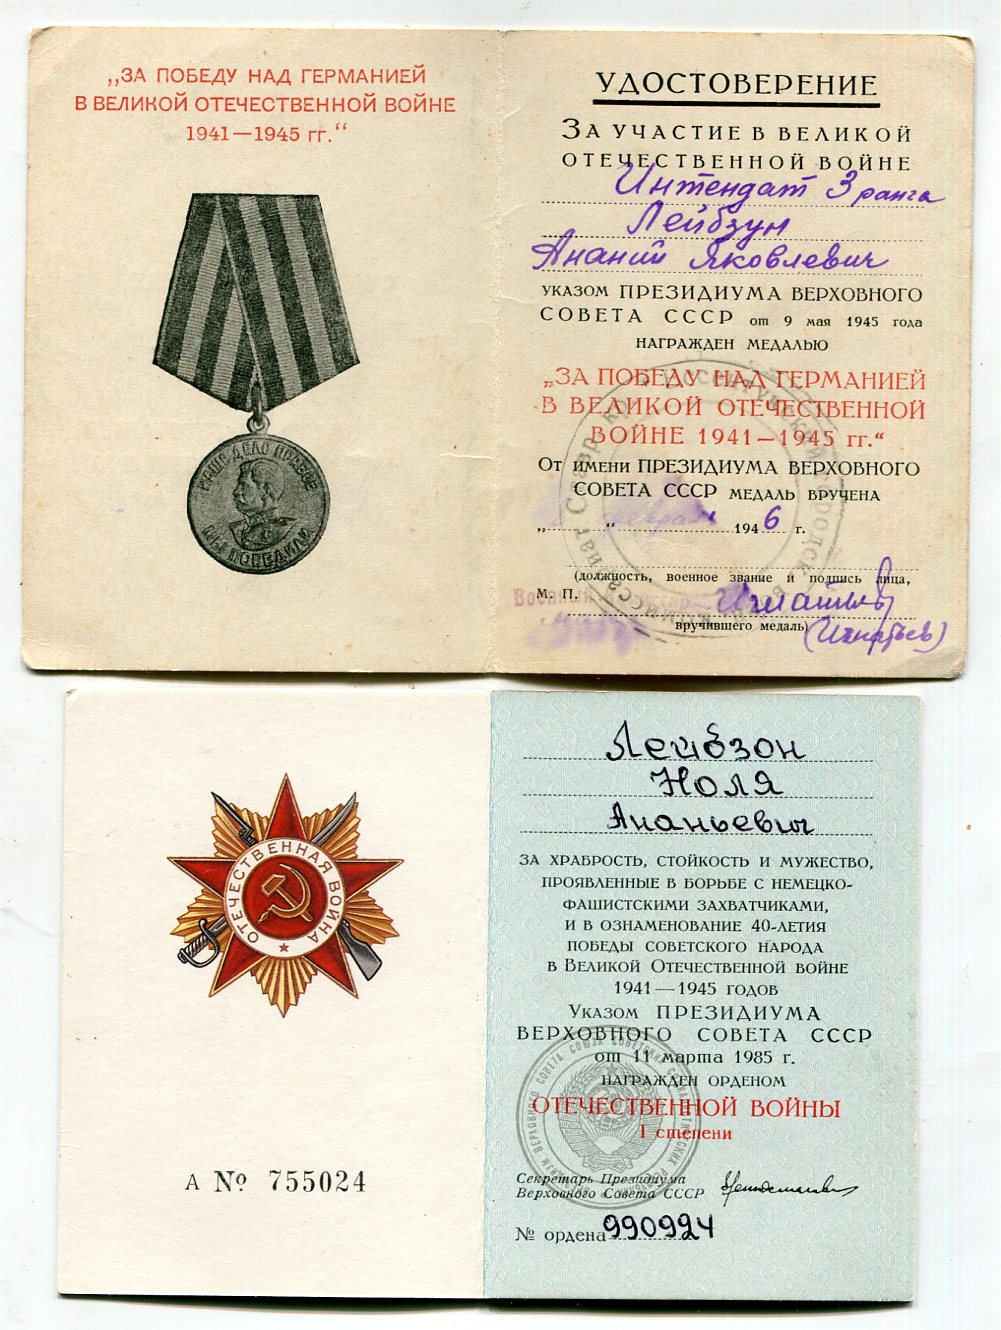 „ЗА ПОБЕДУ НАД ГЕРМАНИЕЙ
В ВЕЛИКОЙ ОТЕЧЕСТВЕННОЙ ВОЙНЕ
1941—1945 гг.“
НАШЕ ДЕЛО ПРАВОЕ
МЫ ПОБЕДИЛИ
УДОСТОВЕРЕНИЕ
ЗА УЧАСТИЕ В ВЕЛИКОЙ
ОТЕЧЕСТВЕННОЙ ВОЙНЕ
Интендат 3 ранга
Лейбзун
Ананий Яковлевич
УКАЗОМ ПРЕЗИДИУМА ВЕРХОВНОГО
СОВЕТА СССР от 9 мая 1945 года
НАГРАЖДЕН МЕДАЛЬЮ
„ЗА ПОБЕДУ НАД ГЕРМАНИЕЙ
В ВЕЛИКОЙ ОТЕЧЕСТВЕННОЙ
ВОЙНЕ 1941—1945 гг.“
ОТ ИМЕНИ ПРЕЗИДИУМА ВЕРХОВНОГО
СОВЕТА СССР МЕДАЛЬ ВРУЧЕНА
„ “ февраля 1946 г.
(должность, военное звание и подпись лица,
М. П.
Военный
Игнатьев
вручившего медаль)
(Игнатьев)
ОТЕЧЕСТВЕННАЯ ВОЙНА
А № 755024
Лейбзон
Ноля
Ананьевич
ЗА ХРАБРОСТЬ, СТОЙКОСТЬ И МУЖЕСТВО,
ПРОЯВЛЕННЫЕ В БОРЬБЕ С НЕМЕЦКО-
ФАШИСТСКИМИ ЗАХВАТЧИКАМИ,
И В ОЗНАМЕНОВАНИЕ 40-ЛЕТИЯ
ПОБЕДЫ СОВЕТСКОГО НАРОДА
В ВЕЛИКОЙ ОТЕЧЕСТВЕННОЙ ВОЙНЕ
1941—1945 ГОДОВ
УКАЗОМ ПРЕЗИДИУМА
ВЕРХОВНОГО СОВЕТА СССР
от 11 марта 1985 г.
НАГРАЖДЕН ОРДЕНОМ
ОТЕЧЕСТВЕННОЙ ВОЙНЫ
I степени
Секретарь Президиума
Верховного Совета СССР
№ ордена 990924